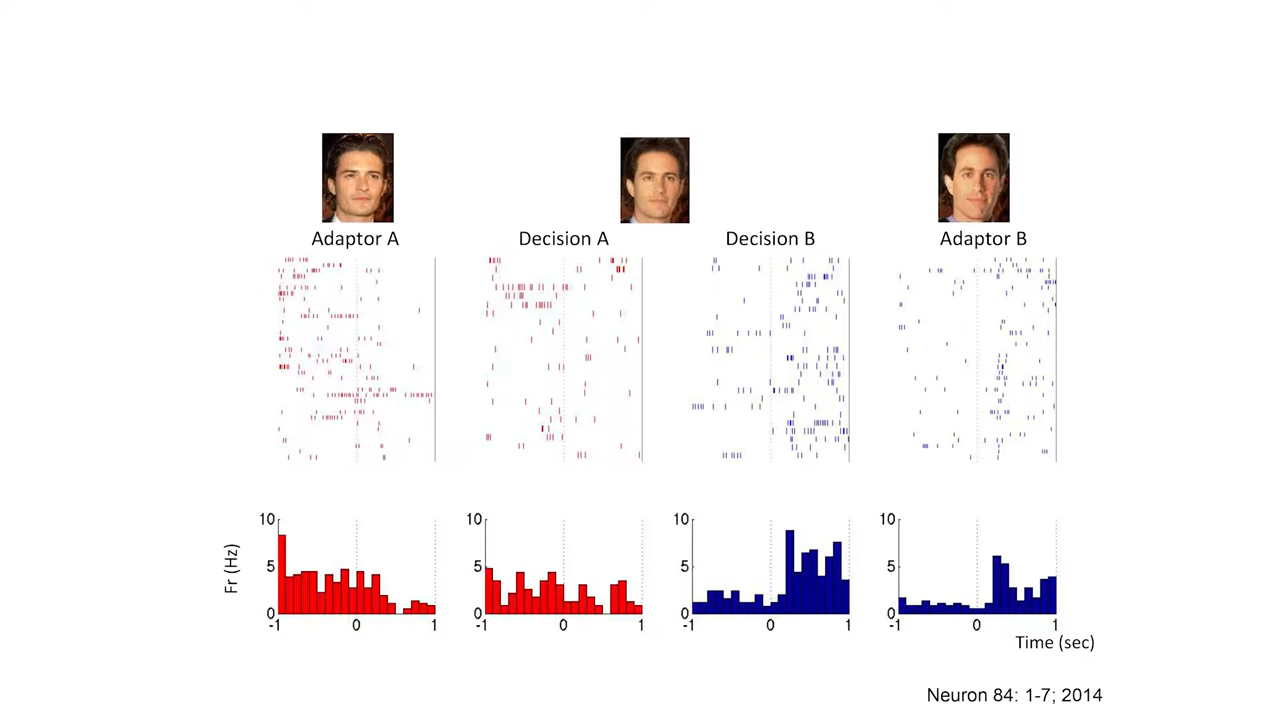 Adaptor A
Decision A
Decision B
Adaptor B
Fr (Hz)
10 10 10 10
5 5 5 5
0 0 0 0
-1 0 1 -1 0 1 -1 0 1 -1 0 1
Time (sec)
Neuron 84: 1-7; 2014